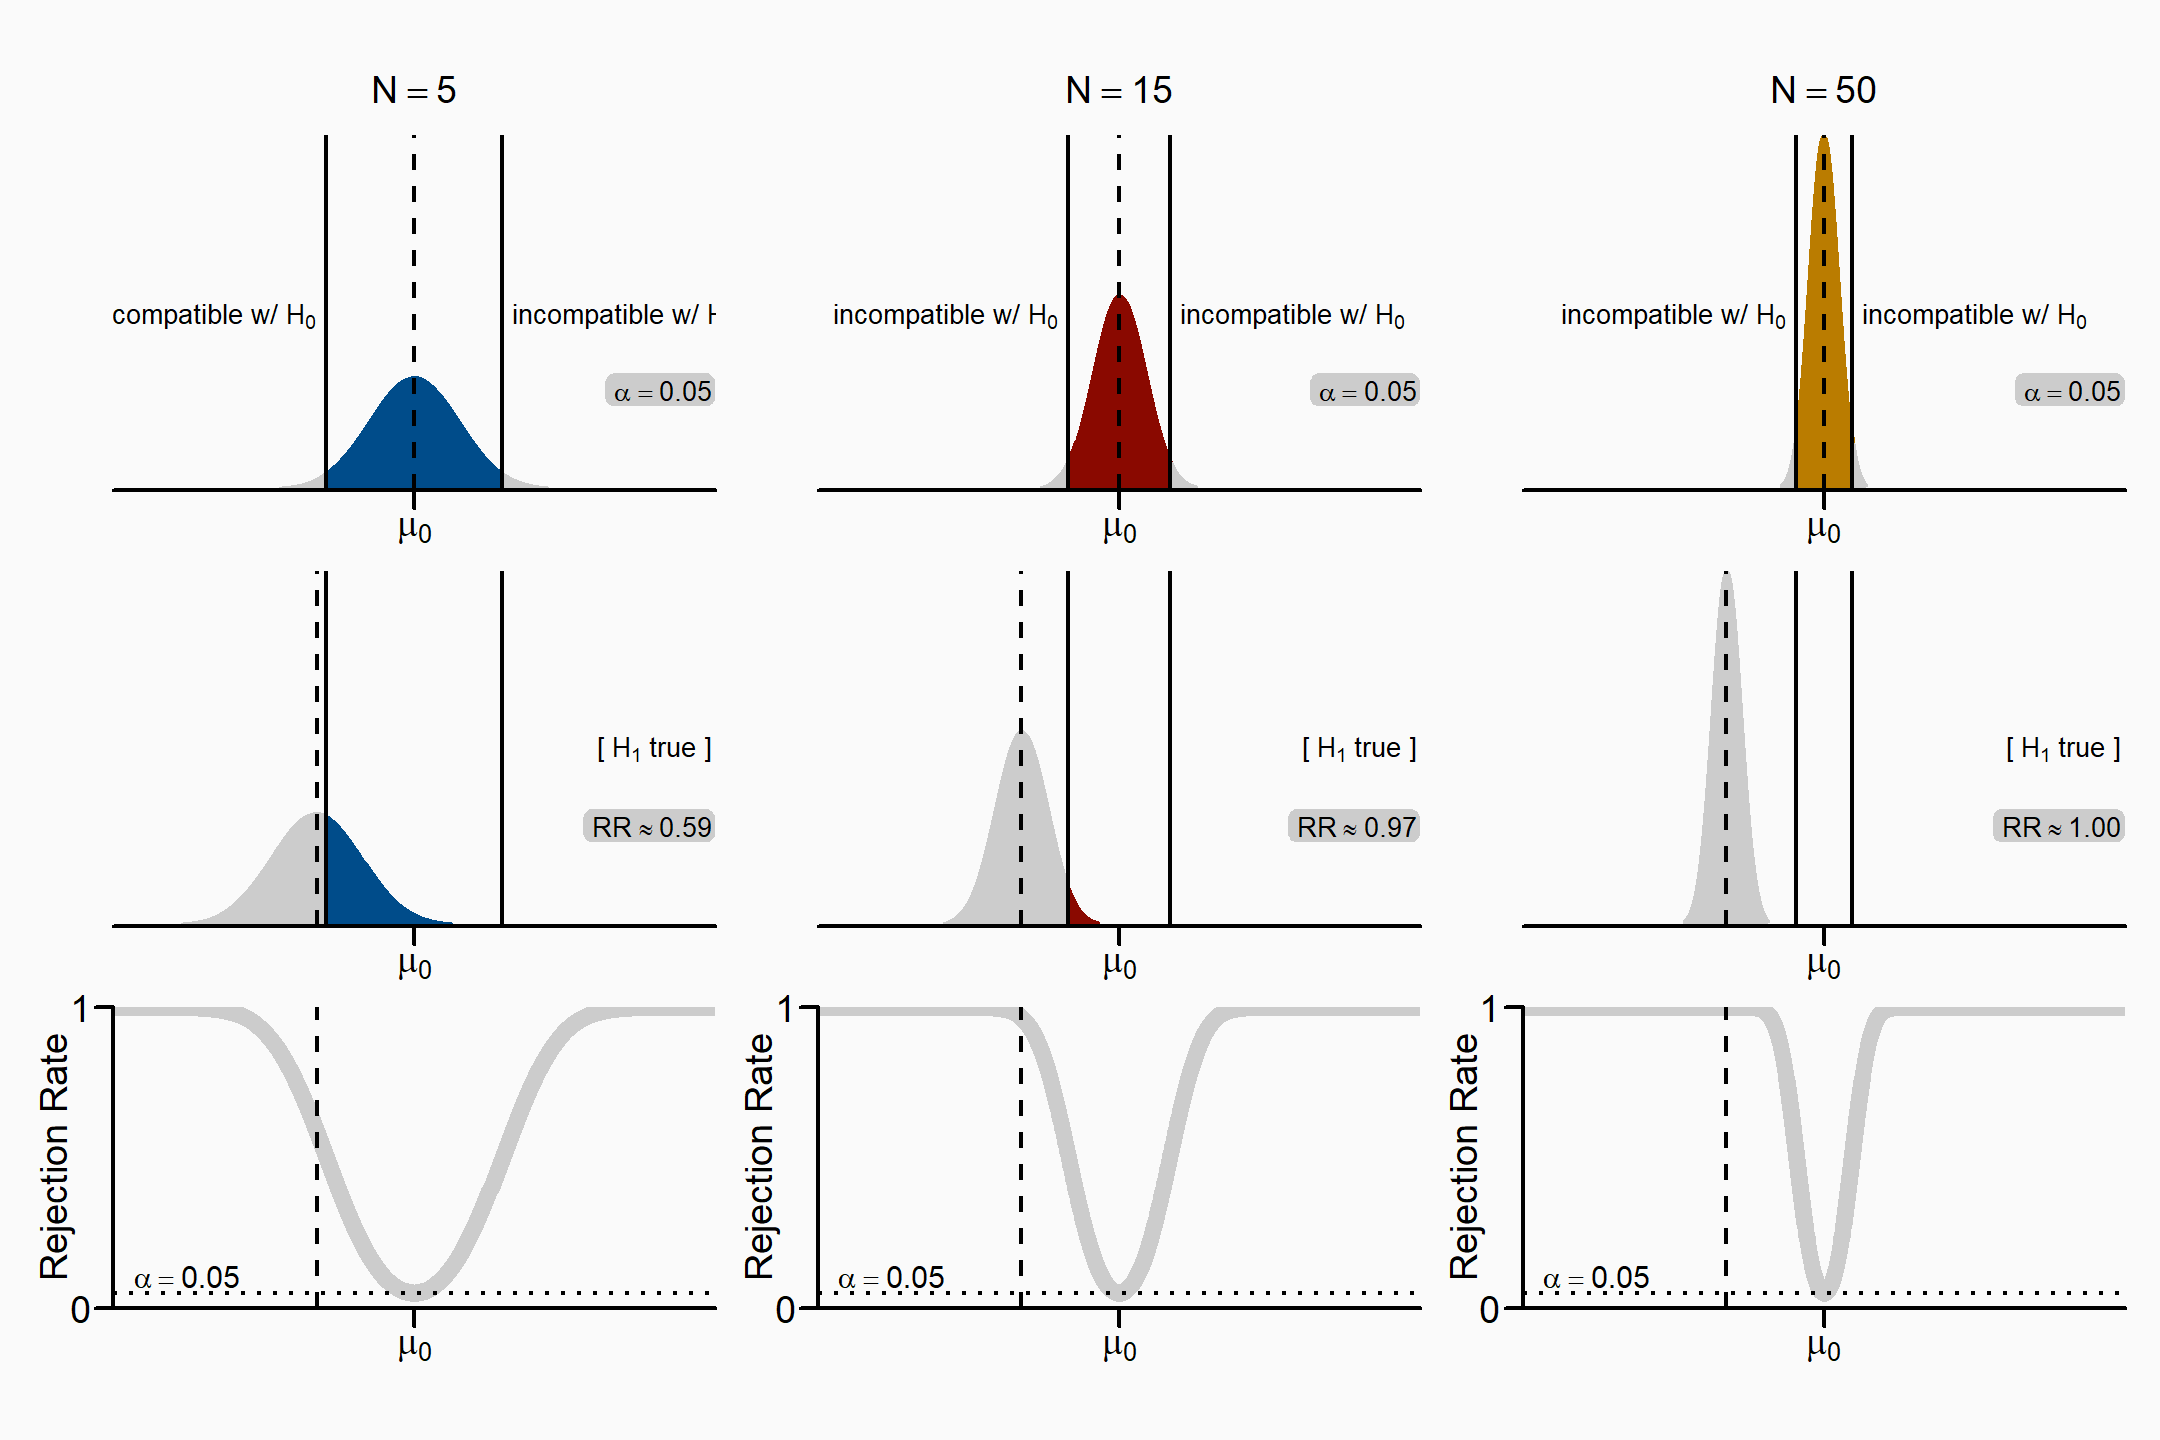 N = 5
N = 15
N = 50
compatible w/ H₀
incompatible w/ H
incompatible w/ H₀
incompatible w/ H₀
incompatible w/ H₀
incompatible w/ H₀
α = 0.05
α = 0.05
α = 0.05
μ₀
μ₀
μ₀
[ H₁ true ]
[ H₁ true ]
[ H₁ true ]
RR ≈ 0.59
RR ≈ 0.97
RR ≈ 1.00
μ₀
μ₀
μ₀
1
Rejection Rate
α = 0.05
0
μ₀
1
Rejection Rate
α = 0.05
0
μ₀
1
Rejection Rate
α = 0.05
0
μ₀